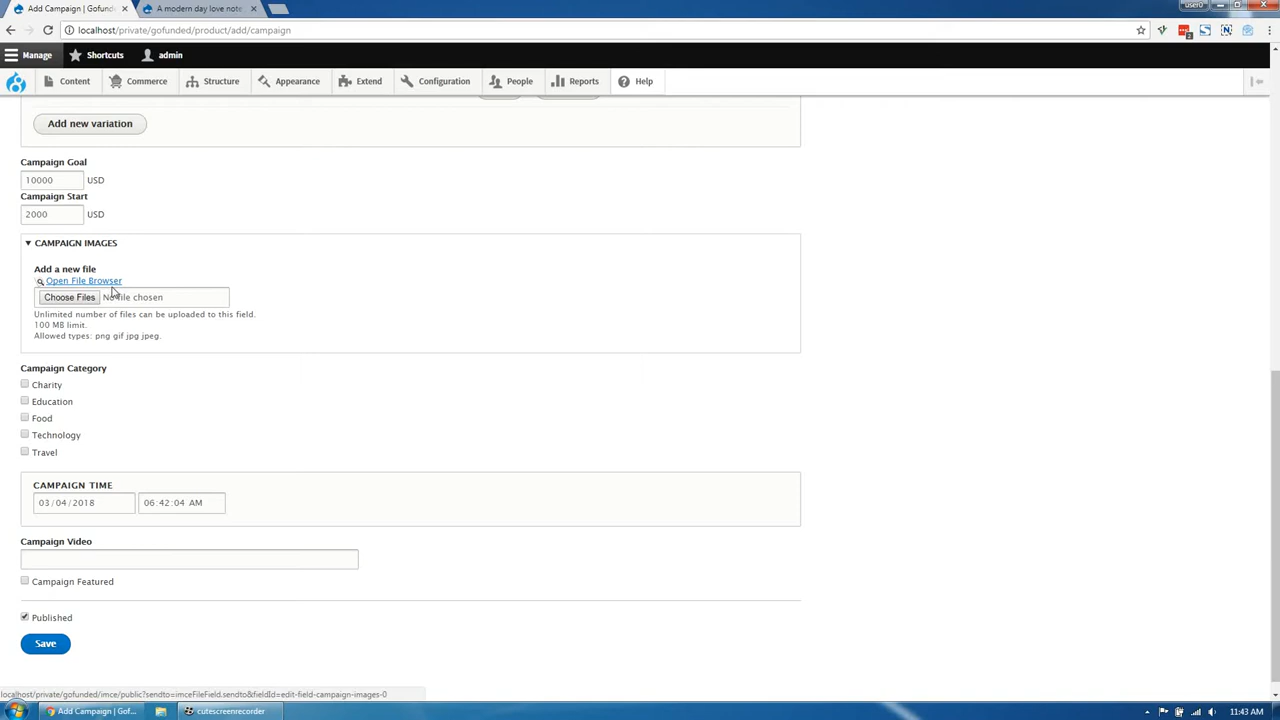 Add Campaign | Gofunded
A modern day love note
user0
localhost/private/gofunded/product/add/campaign
Manage
Shortcuts
admin
Content
Commerce
Structure
Appearance
Extend
Configuration
People
Reports
Help
Add new variation
Campaign Goal
10000 USD
Campaign Start
2000 USD
CAMPAIGN IMAGES
Add a new file
Open File Browser
Choose Files No file chosen
Unlimited number of files can be uploaded to this field.
100 MB limit.
Allowed types: png gif jpg jpeg.
Campaign Category
Charity
Education
Food
Technology
Travel
CAMPAIGN TIME
03/04/2018 06:42:04 AM
Campaign Video
Campaign Featured
Published
Save
localhost/private/gofunded/imce/public?sendto=imceFileField.sendto&fieldId=edit-field-campaign-images-0
Add Campaign | Gof...
cutescreenrecorder
11:43 AM